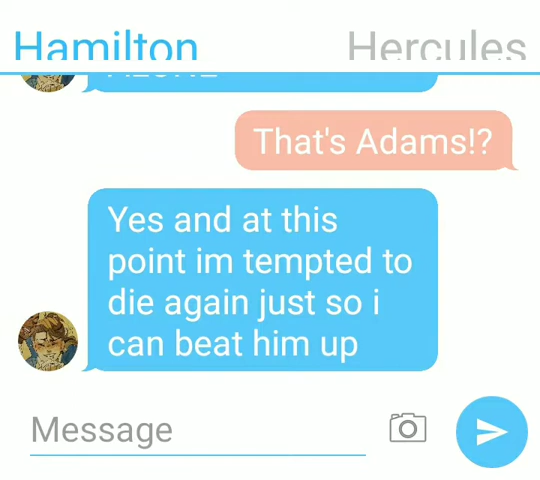 Hamilton
Hercules
That's Adams!?
Yes and at this
point im tempted to
die again just so i
can beat him up
Message